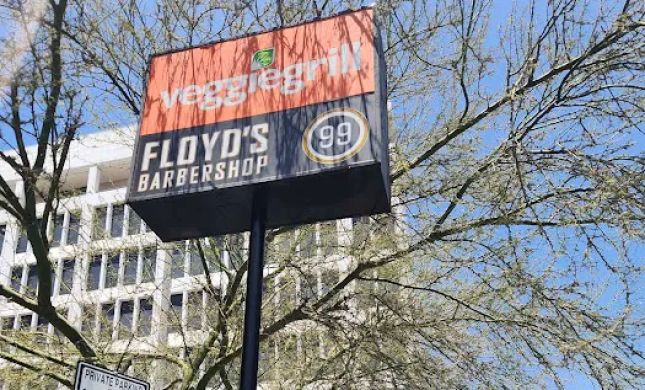 veggiegrill
FLOYD'S
BARBERSHOP
99
PRIVATE PARKING